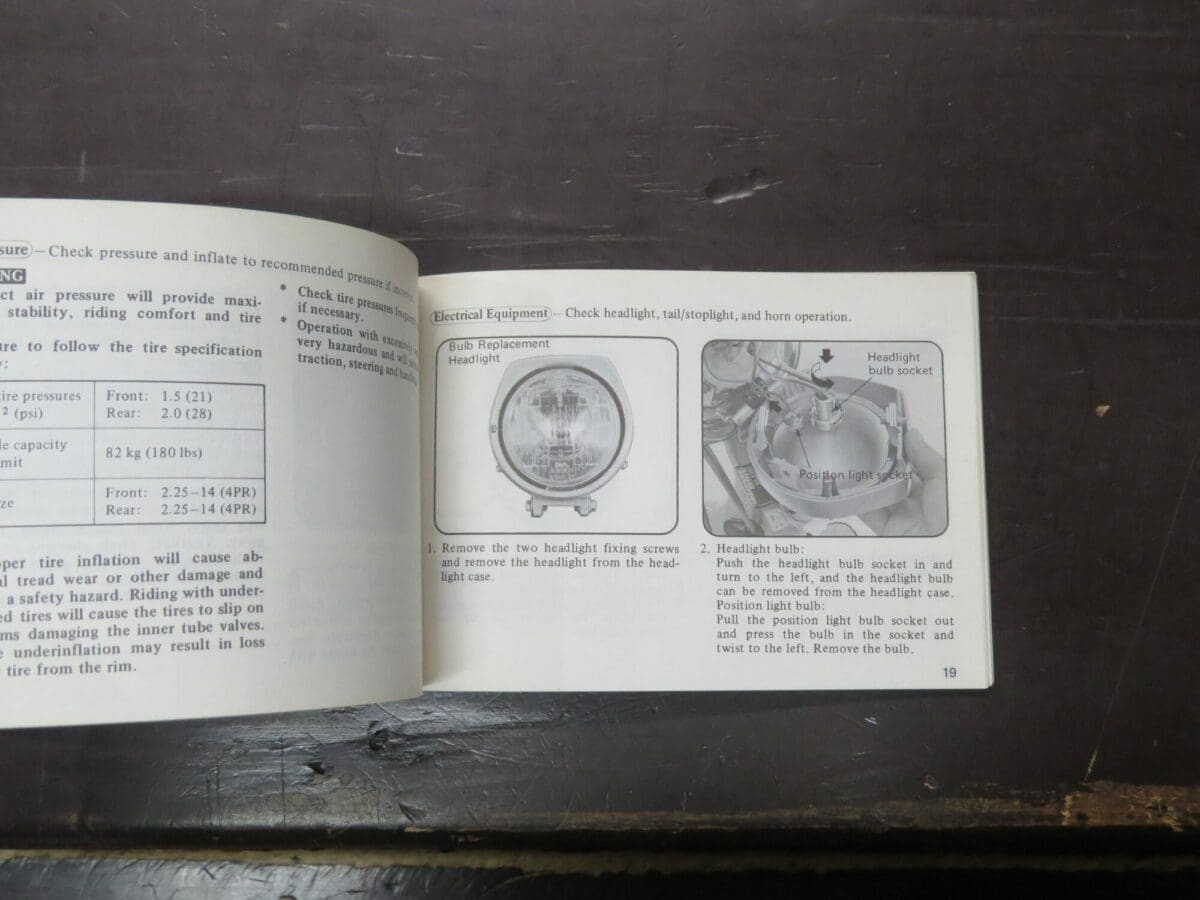 sure — Check pressure and inflate to recommended pressure if
NG
ct air pressure will provide maxi-
stability, riding comfort and tire
ure to follow the tire specification
y:
tire pressures
2 (psi)
Front: 1.5 (21)
Rear: 2.0 (28)
le capacity
mit
82 kg (180 lbs)
ze
Front: 2.25–14 (4PR)
Rear: 2.25–14 (4PR)
oper tire inflation will cause ab-
al tread wear or other damage and
a safety hazard. Riding with under-
ed tires will cause the tires to slip on
ms damaging the inner tube valves.
e underinflation may result in loss
tire from the rim.
* Check tire pressures
if necessary.
* Operation with
very hazardous and will
traction, steering and
Electrical Equipment — Check headlight, tail/stoplight, and horn operation.
Bulb Replacement
Headlight
1. Remove the two headlight fixing screws
and remove the headlight from the head-
light case.
Headlight
bulb socket
Position light socket
2. Headlight bulb:
Push the headlight bulb socket in and
turn to the left, and the headlight bulb
can be removed from the headlight case.
Position light bulb:
Pull the position light bulb socket out
and press the bulb in the socket and
twist to the left. Remove the bulb.
19